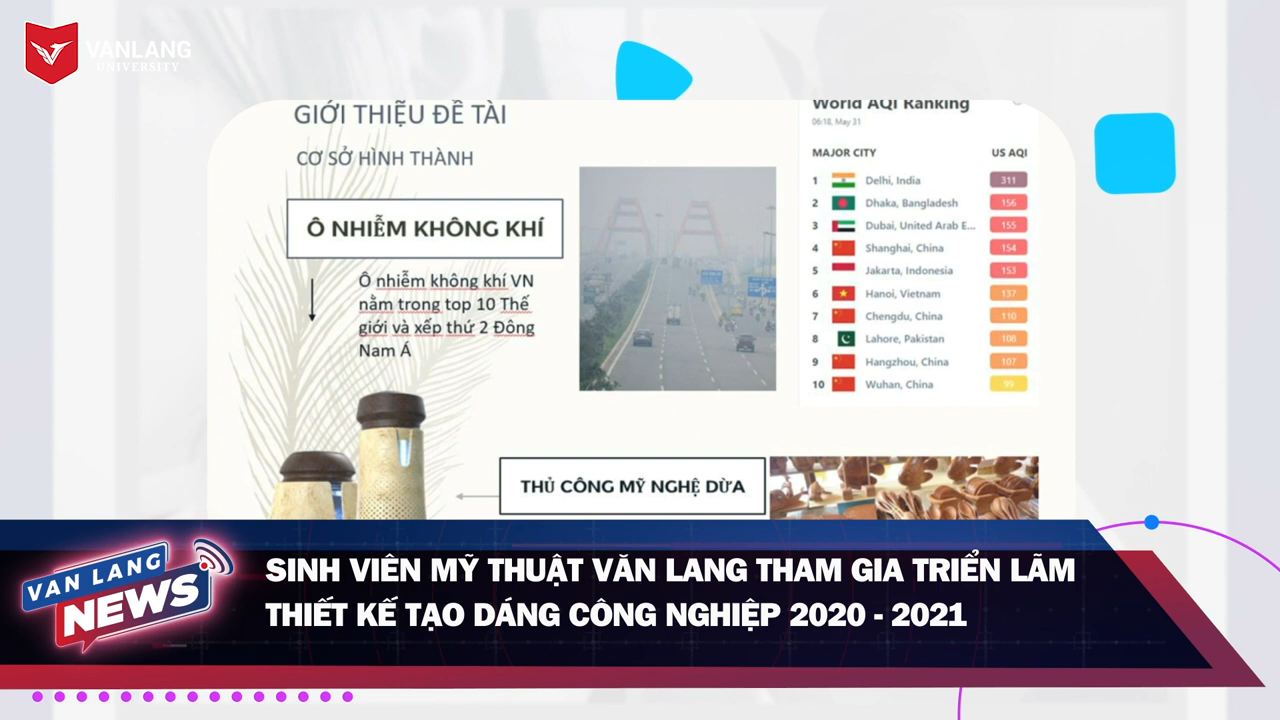 VANLANG
UNIVERSITY
GIỚI THIỆU ĐỀ TÀI
CƠ SỞ HÌNH THÀNH
Ô NHIỄM KHÔNG KHÍ
Ô nhiễm không khí VN
nằm trong top 10 Thế
giới và xếp thứ 2 Đông
Nam Á
World AQI Ranking
06:18, May 31
MAJOR CITY US AQI
1 Delhi, India 311
2 Dhaka, Bangladesh 156
3 Dubai, United Arab E... 155
4 Shanghai, China 154
5 Jakarta, Indonesia 153
6 Hanoi, Vietnam 137
7 Chengdu, China 110
8 Lahore, Pakistan 108
9 Hangzhou, China 107
10 Wuhan, China 99
THỦ CÔNG MỸ NGHỆ DỪA
VAN LANG
NEWS
SINH VIÊN MỸ THUẬT VĂN LANG THAM GIA TRIỂN LÃM
THIẾT KẾ TẠO DÁNG CÔNG NGHIỆP 2020 - 2021